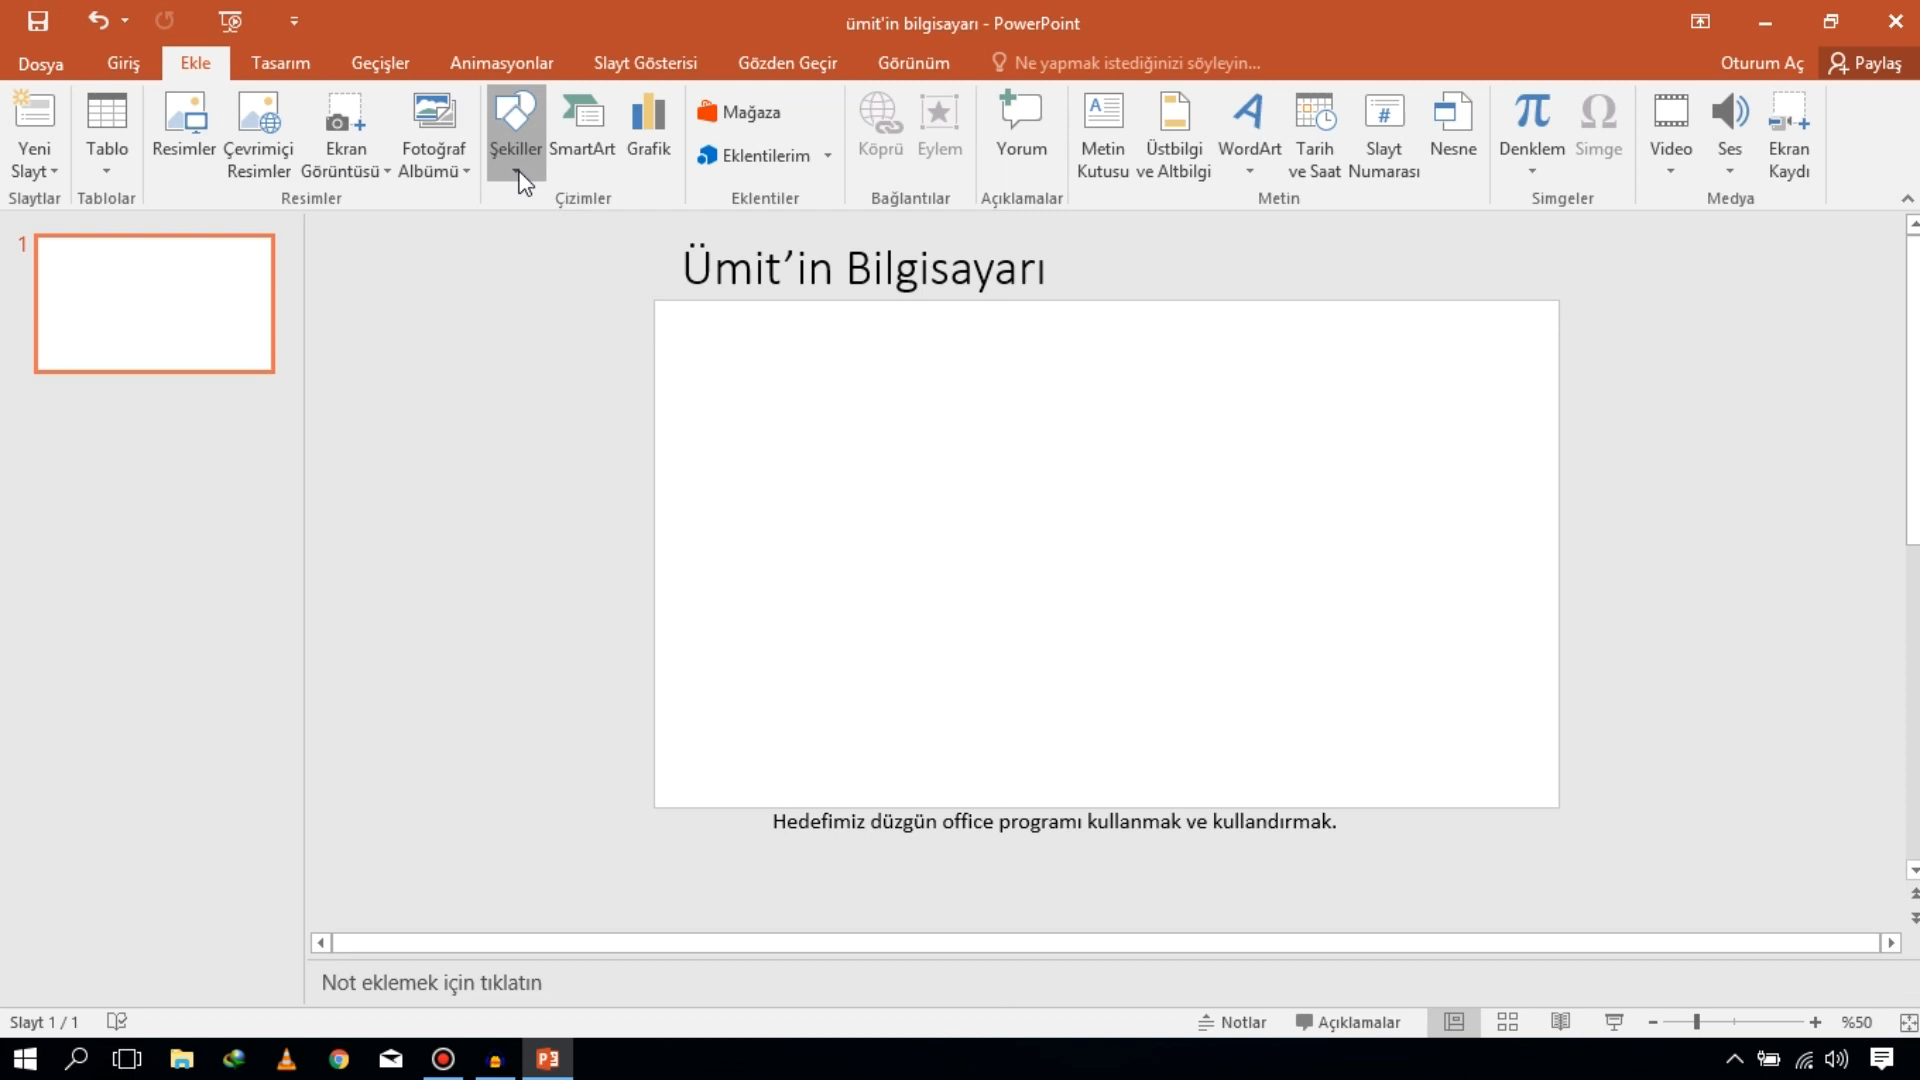 ümit'in bilgisayarı - PowerPoint
Dosya Giriş Ekle Tasarım Geçişler Animasyonlar Slayt Gösterisi Gözden Geçir Görünüm Ne yapmak istediğinizi söyleyin... Oturum Aç Paylaş
Yeni Slayt
Tablo
Resimler
Çevrimiçi Resimler
Ekran Görüntüsü
Fotoğraf Albümü
Şekiller
SmartArt
Grafik
Mağaza
Eklentilerim
Köprü
Eylem
Yorum
Metin Kutusu
Üstbilgi ve Altbilgi
WordArt
Tarih ve Saat
Slayt Numarası
Nesne
Denklem
Simge
Video
Ses
Ekran Kaydı
Slaytlar Tablolar Resimler Çizimler Eklentiler Bağlantılar Açıklamalar Metin Simgeler Medya
1
Ümit’in Bilgisayarı
Hedefimiz düzgün office programı kullanmak ve kullandırmak.
Not eklemek için tıklatın
Slayt 1 / 1 Notlar Açıklamalar %50